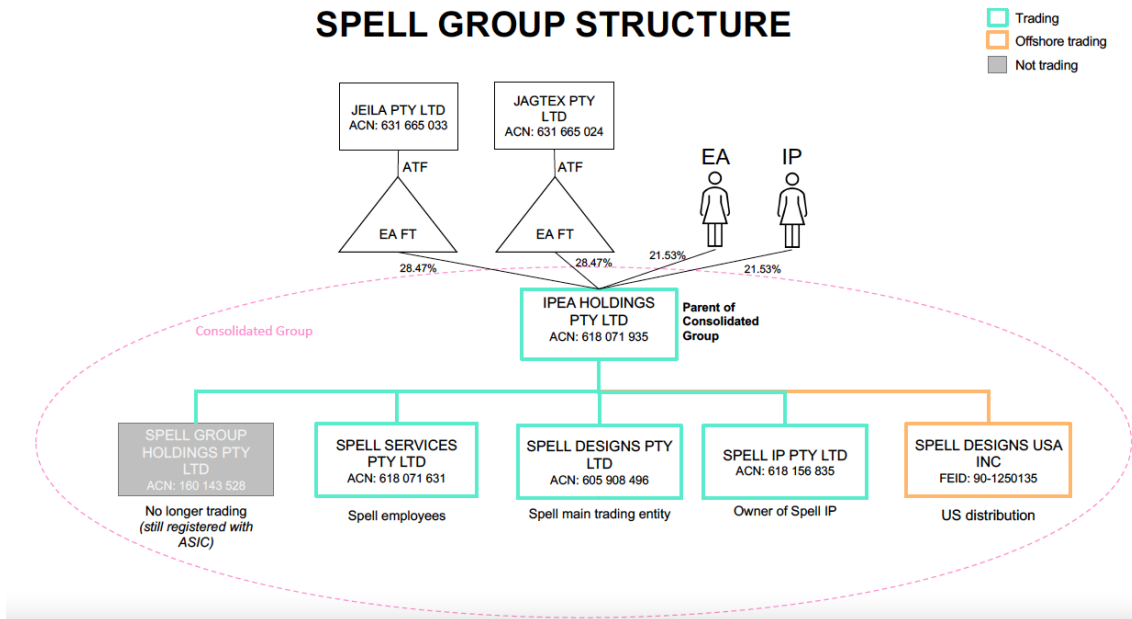 SPELL GROUP STRUCTURE
Trading
Offshore trading
Not trading
JEILA PTY LTD
ACN: 631 665 033
JAGTEX PTY
LTD
ACN: 631 665 024
ATF
ATF
EA
IP
EA FT
EA FT
28.47%
28.47%
21.53%
21.53%
Consolidated Group
IPEA HOLDINGS
PTY LTD
ACN: 618 071 935
Parent of
Consolidated
Group
SPELL GROUP
HOLDINGS PTY
LTD
ACN: 160 143 528
No longer trading
(still registered with
ASIC)
SPELL SERVICES
PTY LTD
ACN: 618 071 631
Spell employees
SPELL DESIGNS PTY
LTD
ACN: 605 908 496
Spell main trading entity
SPELL IP PTY LTD
ACN: 618 156 835
Owner of Spell IP
SPELL DESIGNS USA
INC
FEID: 90-1250135
US distribution